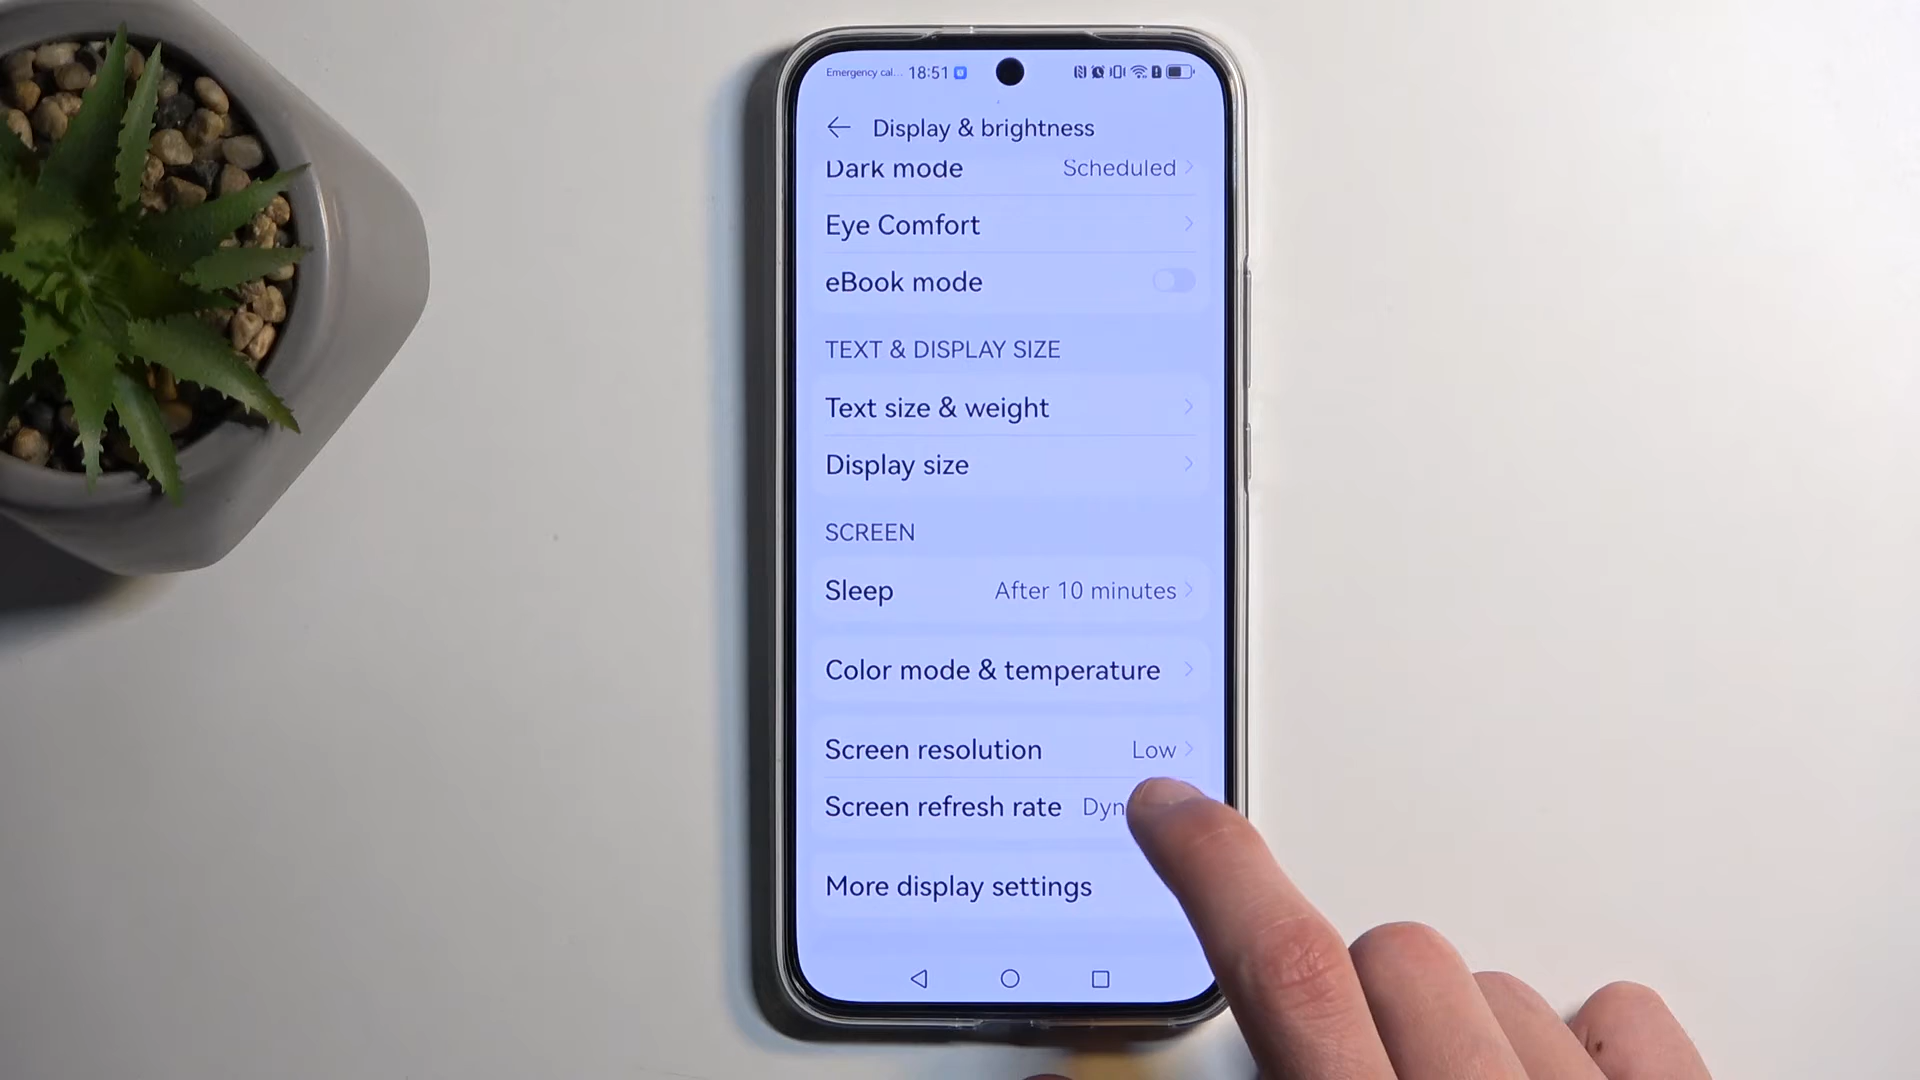 Emergency cal... 18:51
Display & brightness
Dark mode Scheduled
Eye Comfort
eBook mode
TEXT & DISPLAY SIZE
Text size & weight
Display size
SCREEN
Sleep After 10 minutes
Color mode & temperature
Screen resolution Low
Screen refresh rate Dyn
More display settings